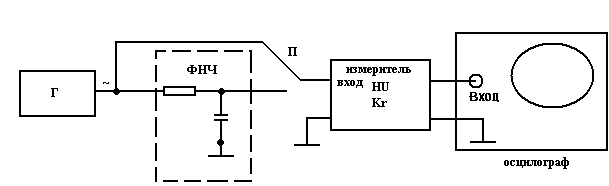 П
ФНЧ
~
Г
измеритель
вход HU
Kr
ВХОД
осцилограф